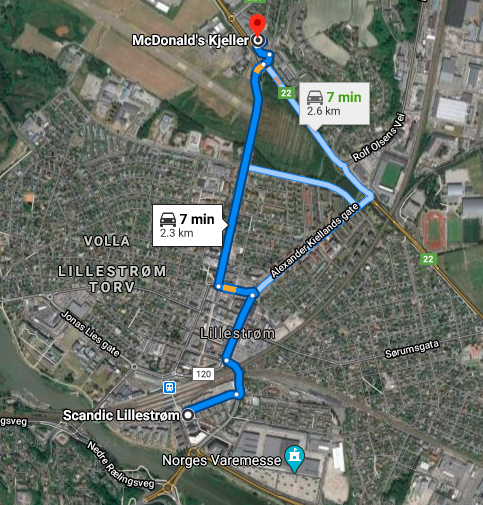 McDonald's Kjeller
22
7 min
2.6 km
Rolf Olsens Vei
7 min
2.3 km
VOLLA
Alexander Kiellands gate
22
LILLESTRØM
TORV
Jonas Lies gate
Lillestrøm
Sørumsgata
120
Scandic Lillestrøm
gsveg
Nedre Rælingsveg
Norges Varemesse